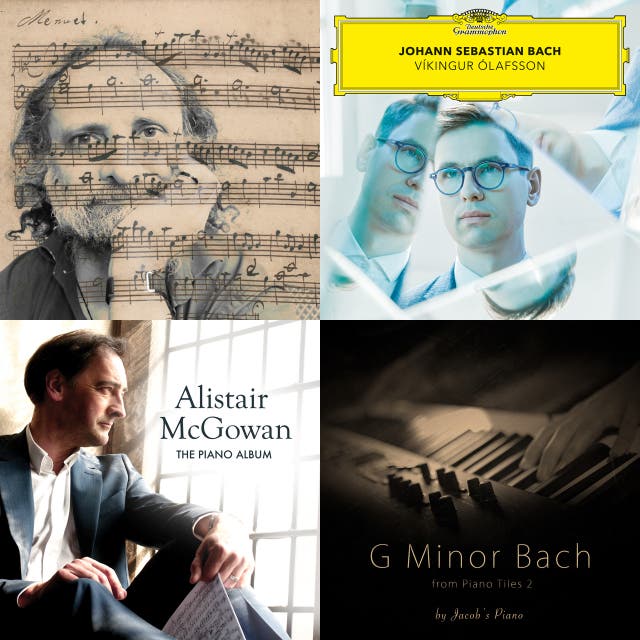 Menuet.
Deutsche
Grammophon
JOHANN SEBASTIAN BACH
VÍKINGUR ÓLAFSSON
Alistair
McGowan
THE PIANO ALBUM
G Minor Bach
from Piano Tiles 2
by Jacob's Piano